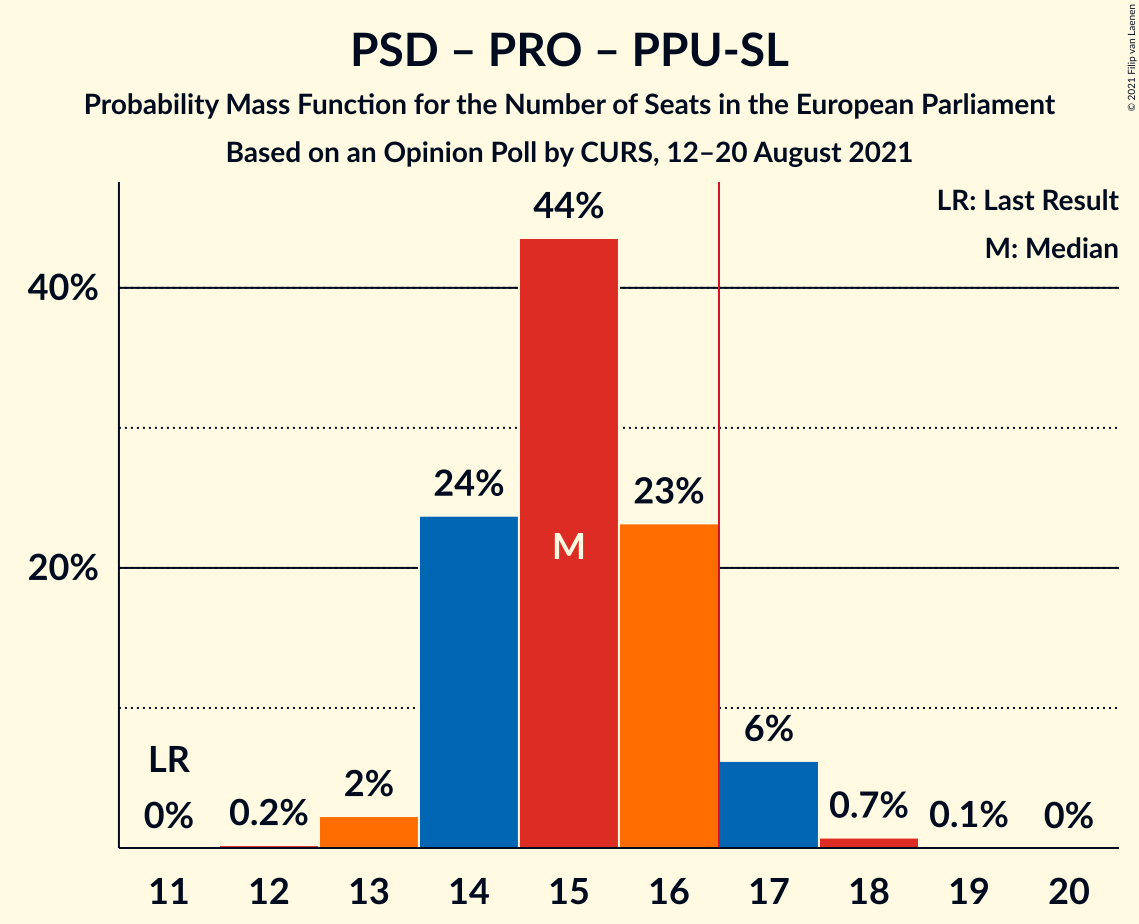 PSD – PRO – PPU-SL
Probability Mass Function for the Number of Seats in the European Parliament
Based on an Opinion Poll by CURS, 12–20 August 2021
© 2021 Filip van Laenen
LR: Last Result
M: Median
44%
40%
24%
23%
M
20%
6%
LR
2%
0%
0.2%
0.7%
0.1%
0%
11 12 13 14 15 16 17 18 19 20